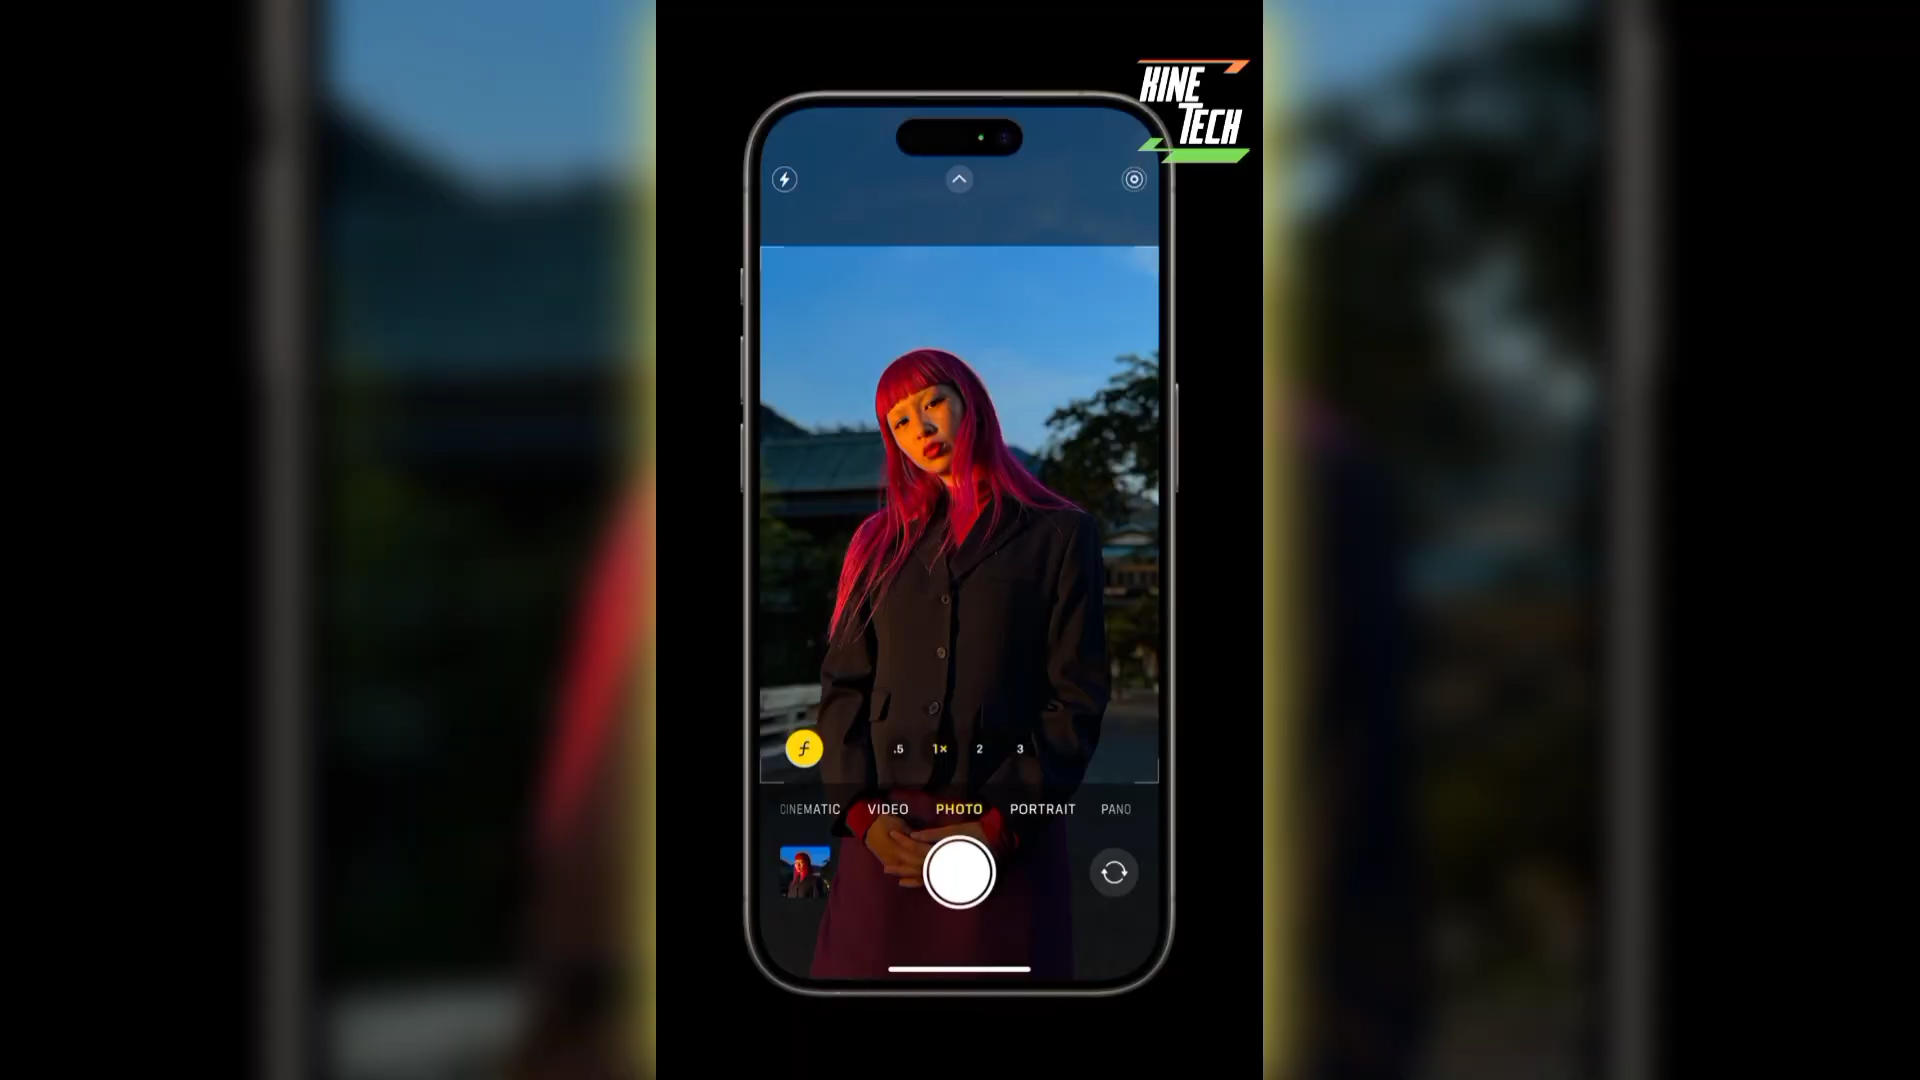 KINE
TECH
f
.5 1× 2 3
CINEMATIC VIDEO PHOTO PORTRAIT PANO